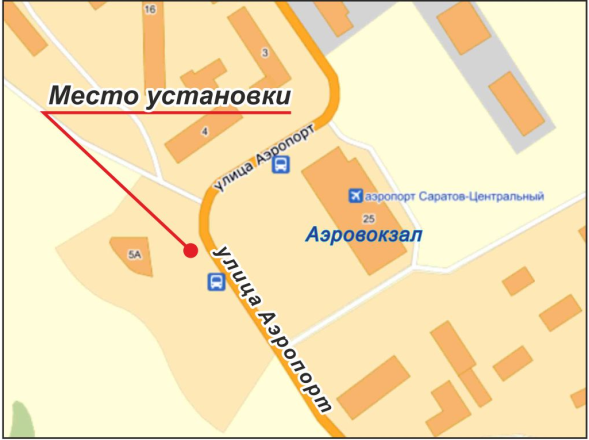 16
3
Место установки
4
улица Аэропорт
аэропорт Саратов-Центральный
25
Аэровокзал
5А
улица Аэропорт